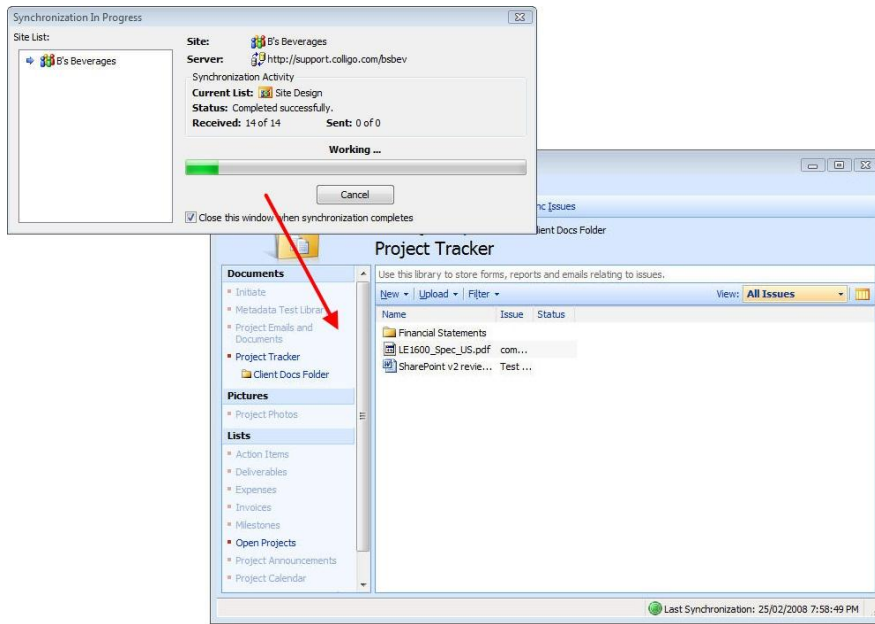 Synchronization In Progress
Site List:
B's Beverages
Site: B's Beverages
Server: http://support.colligo.com/bsbev
Synchronization Activity
Current List: Site Design
Status: Completed successfully.
Received: 14 of 14 Sent: 0 of 0
Working ...
Cancel
Close this window when synchronization completes
Issues
Docs Folder
Project Tracker
Documents
Initiate
Metadata Test Library
Project Emails and
Documents
Project Tracker
Client Docs Folder
Pictures
Project Photos
Lists
Action Items
Deliverables
Expenses
Invoices
Milestones
Open Projects
Project Announcements
Project Calendar
Use this library to store forms, reports and emails relating to issues.
New Upload Filter View: All Issues
Name Issue Status
Financial Statements
LE1600_Spec_US.pdf com...
SharePoint v2 revie... Test ...
Last Synchronization: 25/02/2008 7:58:49 PM